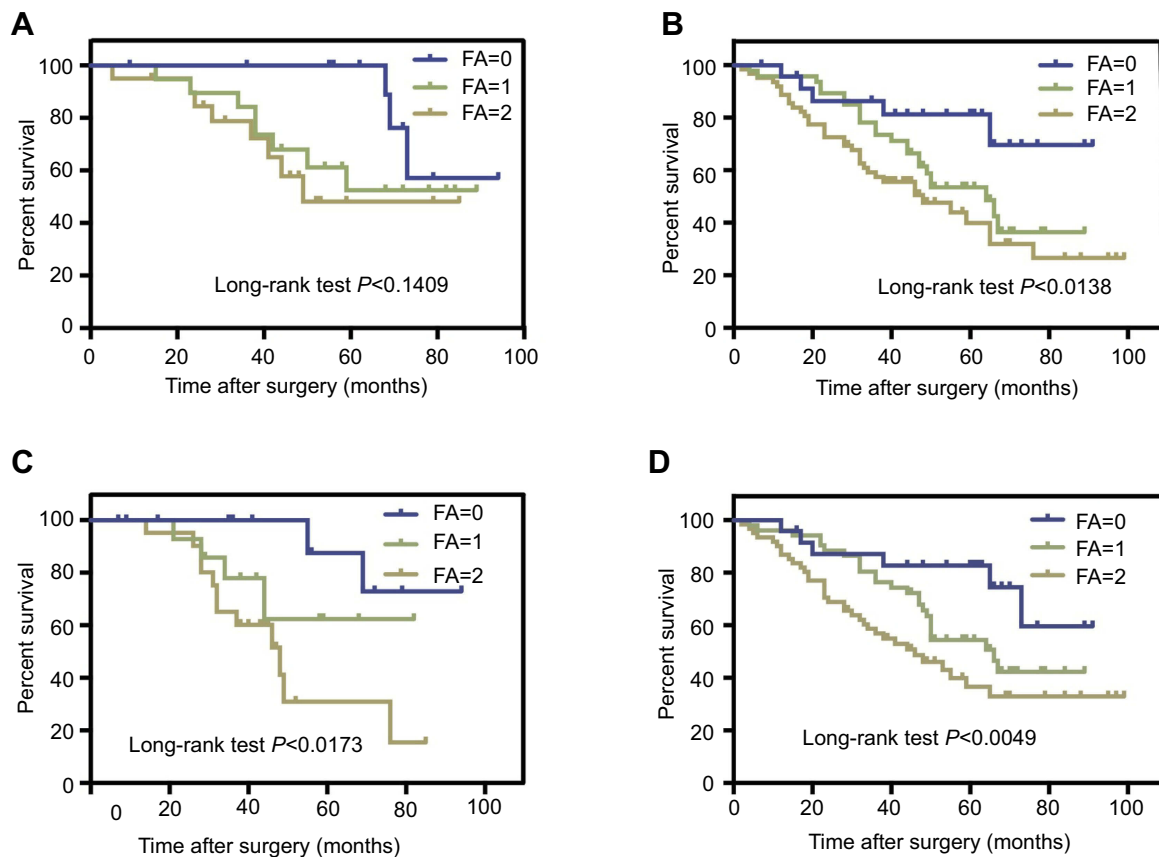 A
Percent survival
100
80
60
40
20
0
FA=0
FA=1
FA=2
Long-rank test P<0.1409
0 20 40 60 80 100
Time after surgery (months)
B
Percent survival
100
80
60
40
20
0
FA=0
FA=1
FA=2
Long-rank test P<0.0138
0 20 40 60 80 100
Time after surgery (months)
C
Percent survival
100
80
60
40
20
0
FA=0
FA=1
FA=2
Long-rank test P<0.0173
0 20 40 60 80 100
Time after surgery (months)
D
Percent survival
100
80
60
40
20
0
FA=0
FA=1
FA=2
Long-rank test P<0.0049
0 20 40 60 80 100
Time after surgery (months)